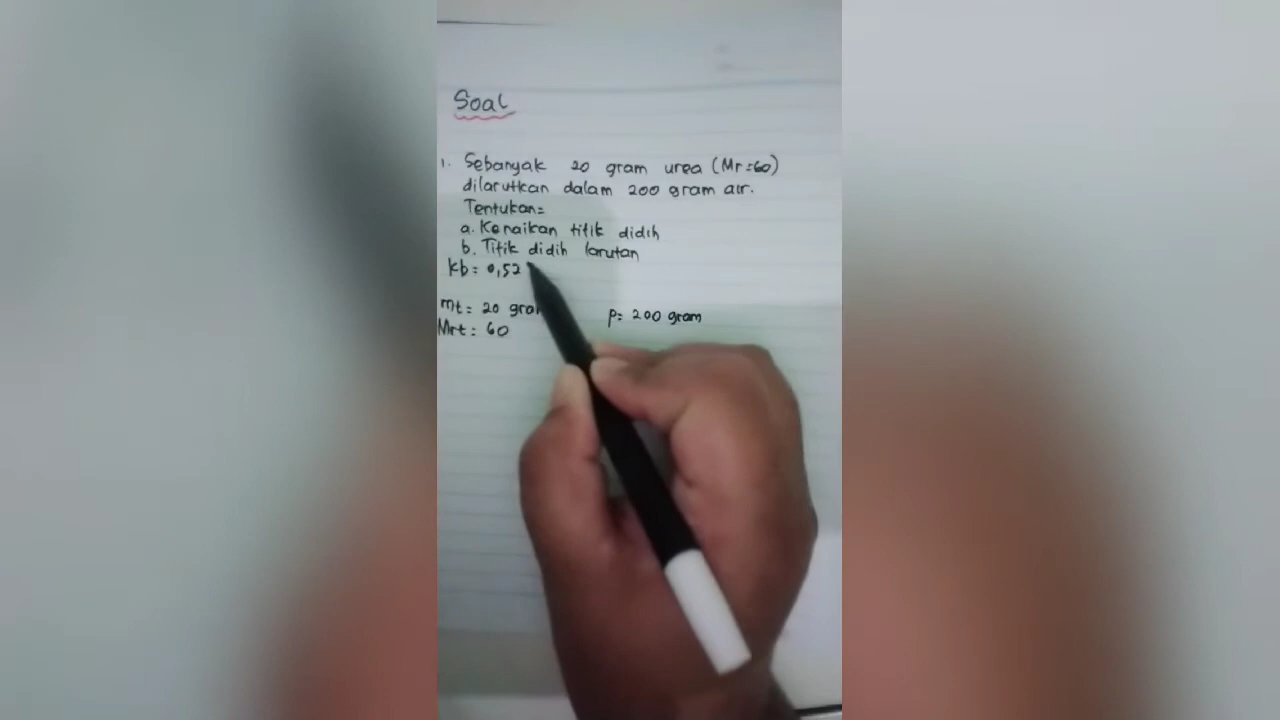 Soal
1. Sebanyak 20 gram urea (Mr=60)
dilarutkan dalam 200 gram air.
Tentukan=
a. Kenaikan titik didih
b. Titik didih larutan
kb = 0,52
mt = 20 p = 200 gram
Mrt = 60